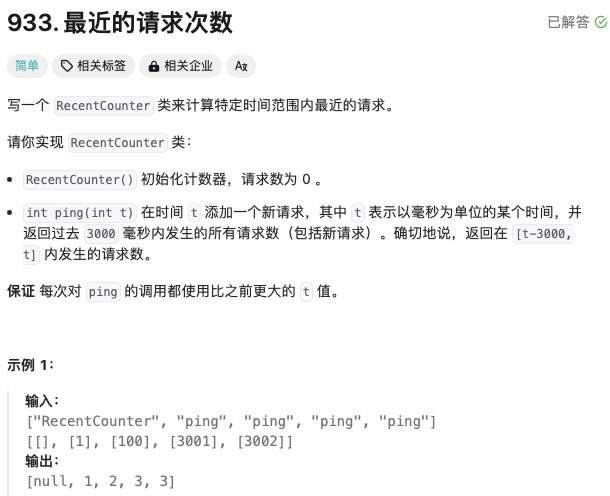 933. 最近的请求次数
已解答
简单 相关标签 相关企业 Aあ
写一个 RecentCounter 类来计算特定时间范围内最近的请求。
请你实现 RecentCounter 类：
• RecentCounter() 初始化计数器，请求数为 0 。
• int ping(int t) 在时间 t 添加一个新请求，其中 t 表示以毫秒为单位的某个时间，并
返回过去 3000 毫秒内发生的所有请求数（包括新请求）。确切地说，返回在 [t-3000,
t] 内发生的请求数。
保证 每次对 ping 的调用都使用比之前更大的 t 值。
示例 1：
输入：
["RecentCounter", "ping", "ping", "ping", "ping"]
[[], [1], [100], [3001], [3002]]
输出：
[null, 1, 2, 3, 3]